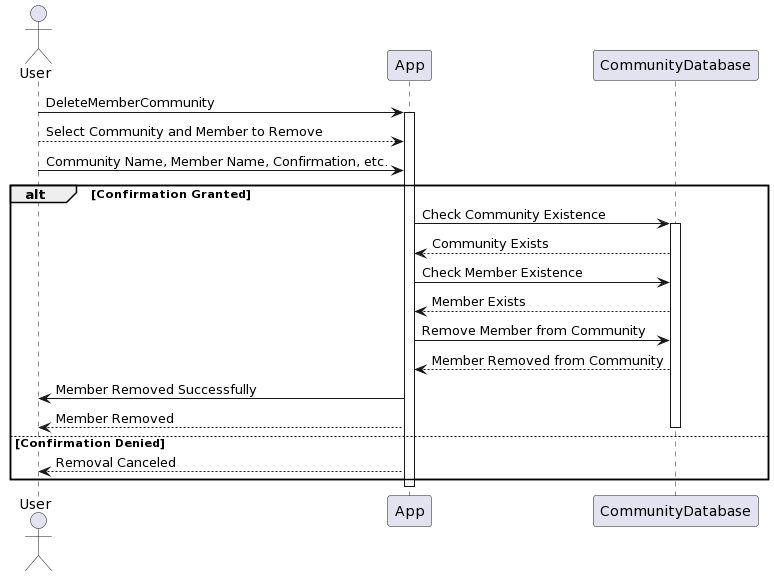 User
App
CommunityDatabase
DeleteMemberCommunity
Select Community and Member to Remove
Community Name, Member Name, Confirmation, etc.
alt [Confirmation Granted]
Check Community Existence
Community Exists
Check Member Existence
Member Exists
Remove Member from Community
Member Removed from Community
Member Removed Successfully
Member Removed
[Confirmation Denied]
Removal Canceled
User
App
CommunityDatabase